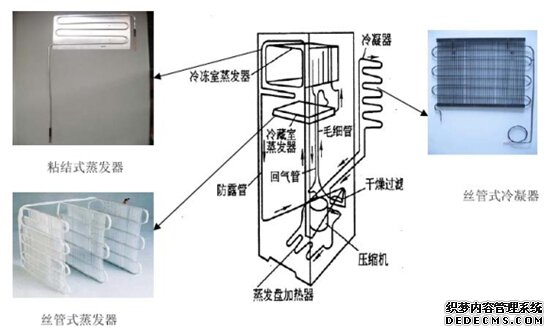 冷凝器
冷冻室蒸发器
冷藏室
蒸发器
毛细管
粘结式蒸发器
回气管
防露管
干燥过滤
丝管式冷凝器
压缩机
蒸发盘加热器
丝管式蒸发器
织梦内容管理系统
DEDECMS.COM